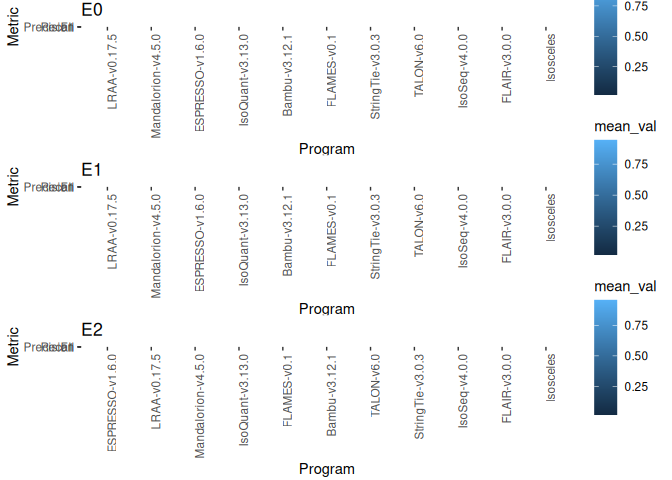 E0
Metric
LRAA-v0.17.5
Mandalorion-v4.5.0
ESPRESSO-v1.6.0
IsoQuant-v3.13.0
Bambu-v3.12.1
FLAMES-v0.1
StringTie-v3.0.3
TALON-v6.0
IsoSeq-v4.0.0
FLAIR-v3.0.0
Isosceles
Program
0.75
0.50
0.25
E1
Metric
LRAA-v0.17.5
Mandalorion-v4.5.0
ESPRESSO-v1.6.0
IsoQuant-v3.13.0
Bambu-v3.12.1
FLAMES-v0.1
StringTie-v3.0.3
TALON-v6.0
IsoSeq-v4.0.0
FLAIR-v3.0.0
Isosceles
Program
mean_val
0.75
0.50
0.25
E2
Metric
ESPRESSO-v1.6.0
LRAA-v0.17.5
Mandalorion-v4.5.0
IsoQuant-v3.13.0
FLAMES-v0.1
Bambu-v3.12.1
TALON-v6.0
StringTie-v3.0.3
IsoSeq-v4.0.0
FLAIR-v3.0.0
Isosceles
Program
mean_val
0.75
0.50
0.25